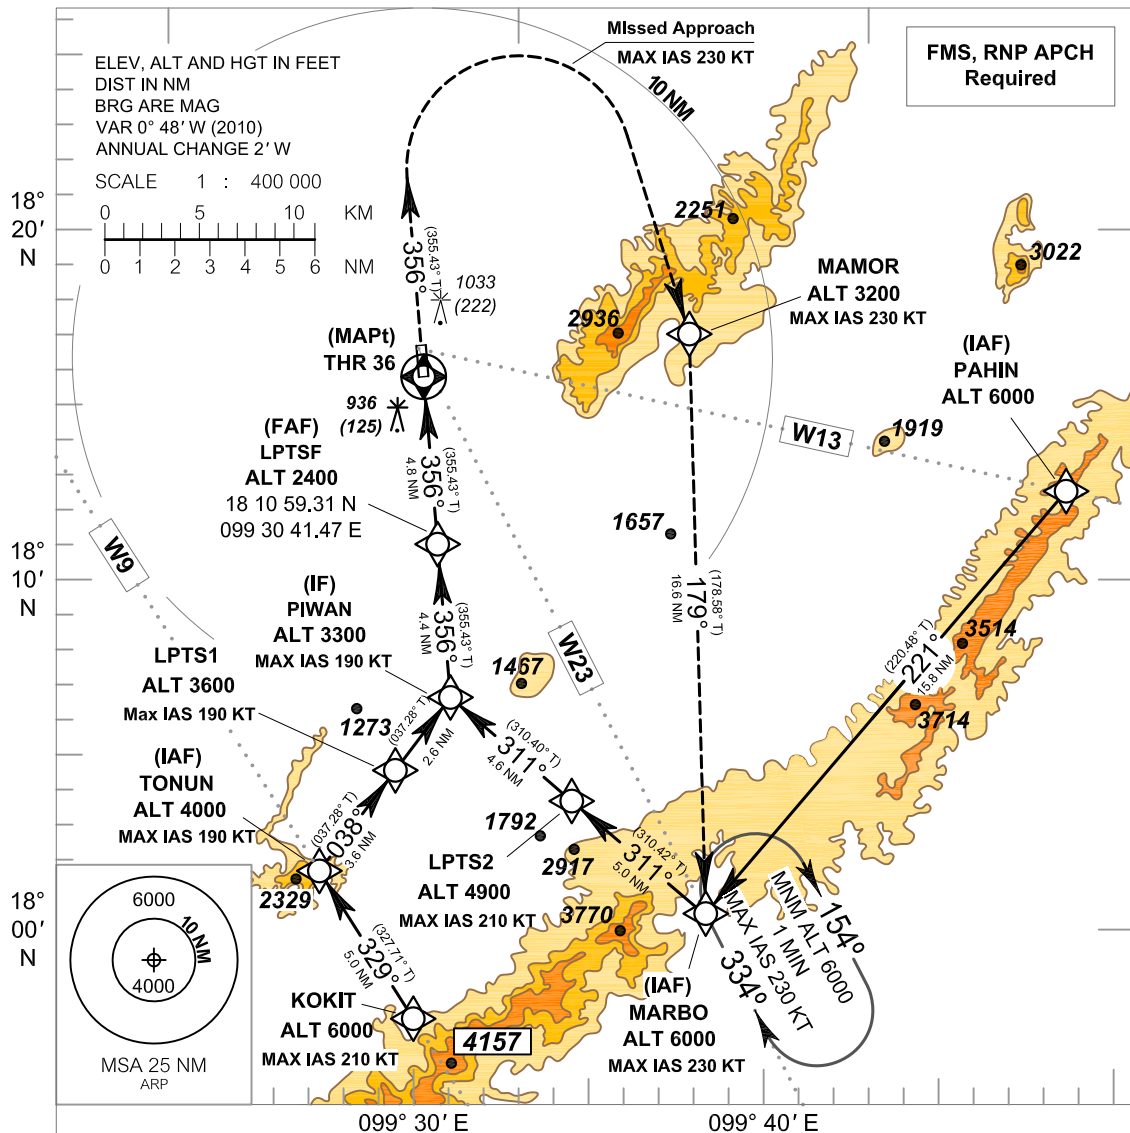 ELEV, ALT AND HGT IN FEET
DIST IN NM
BRG ARE MAG
VAR 0° 48' W (2010)
ANNUAL CHANGE 2' W
SCALE 1 : 400 000
0 5 10 KM
0 1 2 3 4 5 6 NM
Missed Approach
MAX IAS 230 KT
10 NM
FMS, RNP APCH
Required
18°
20'
N
18°
10'
N
18°
00'
N
099° 30' E
099° 40' E
356°
(355.43° T)
1033
(222)
2251
3022
2936
MAMOR
ALT 3200
MAX IAS 230 KT
(MAPt)
THR 36
936
(125)
(IAF)
PAHIN
ALT 6000
W13
1919
(FAF)
LPTSF
ALT 2400
18 10 59.31 N
099 30 41.47 E
(355.43° T)
356°
4.8 NM
1657
W9
(IF)
PIWAN
ALT 3300
MAX IAS 190 KT
(355.43° T)
356°
4.4 NM
(178.58° T)
179°
16.6 NM
W23
3514
(220.48° T)
221°
15.8 NM
3714
LPTS1
ALT 3600
Max IAS 190 KT
1467
1273
(037.28° T)
2.6 NM
(310.40° T)
311°
4.6 NM
(IAF)
TONUN
ALT 4000
MAX IAS 190 KT
(037.28° T)
038°
3.6 NM
1792
2917
LPTS2
ALT 4900
MAX IAS 210 KT
(310.42° T)
311°
5.0 NM
2329
3770
(327.71° T)
329°
5.0 NM
KOKIT
ALT 6000
MAX IAS 210 KT
4157
(IAF)
MARBO
ALT 6000
MAX IAS 230 KT
154°
MNM ALT 6000
1 MIN
MAX IAS 230 KT
334°
6000
10 NM
4000
MSA 25 NM
ARP